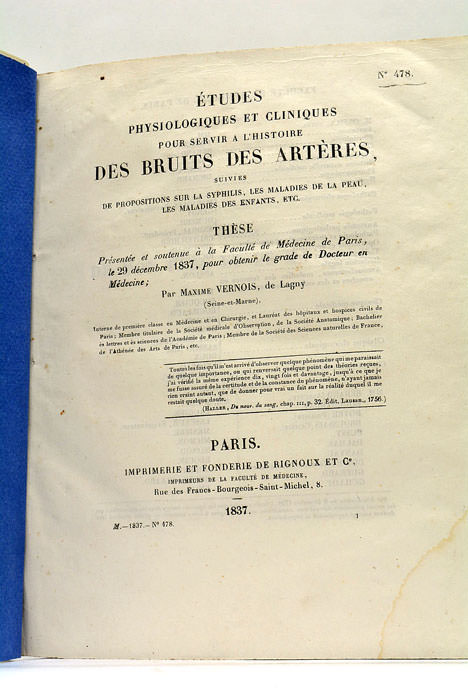 N° 478.
ÉTUDES
PHYSIOLOGIQUES ET CLINIQUES
POUR SERVIR A L'HISTOIRE
DES BRUITS DES ARTÈRES,
SUIVIES
DE PROPOSITIONS SUR LA SYPHILIS, LES MALADIES DE LA PEAU,
LES MALADIES DES ENFANTS, ETC.
THÈSE
Présentée et soutenue à la Faculté de Médecine de Paris,
le 29 décembre 1837, pour obtenir le grade de Docteur en
Médecine;
Par MAXIME VERNOIS, de Lagny
(Seine-et-Marne),
Interne de première classe en Médecine et en Chirurgie, et Lauréat des hôpitaux et hospices civils de
Paris; Membre titulaire de la Société médicale d'Observation, de la Société Anatomique; Bachelier
ès lettres et ès sciences de l'Académie de Paris; Membre de la Société des Sciences naturelles de France,
de l'Athénée des Arts de Paris, etc.
Toutes les fois qu'il m'est arrivé d'observer quelque phénomène qui me paraissait
de quelque importance, ou qui renversait quelque point des théories reçues,
j'ai vérifié la même expérience dix, vingt fois et davantage, jusqu'à ce que je
me fusse assuré de la certitude et de la constance du phénomène, n'ayant jamais
rien craint autant, que de donner pour vrai un fait sur la réalité duquel il me
restait quelque doute.
(HALLER, Du mouv. du sang, chap. III, p. 32. Édit. Lausan., 1756.)
PARIS.
IMPRIMERIE ET FONDERIE DE RIGNOUX ET Ce,
IMPRIMEURS DE LA FACULTÉ DE MÉDECINE,
Rue des Francs-Bourgeois-Saint-Michel, 8.
1837.
M.—1837.—N° 478.
1